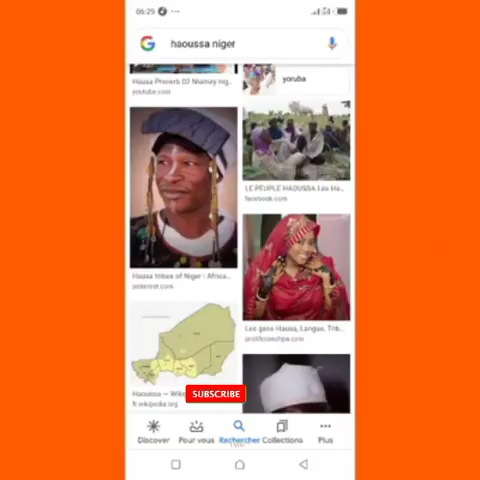 06:29
haoussa niger
Hausa Phverb 02 Niamey nig...
youtube.com
yoruba
LE PEUPLE HAOUSSA Les Ha...
facebook.com
Hausa tribes of Niger | Africa...
pinterest.com
Les gens Hausa, Langue, Trib...
Haoussa — Wiki
fr.wikipedia.org
SUBSCRIBE
Discover
Pour vous
Rechercher
Collections
Plus